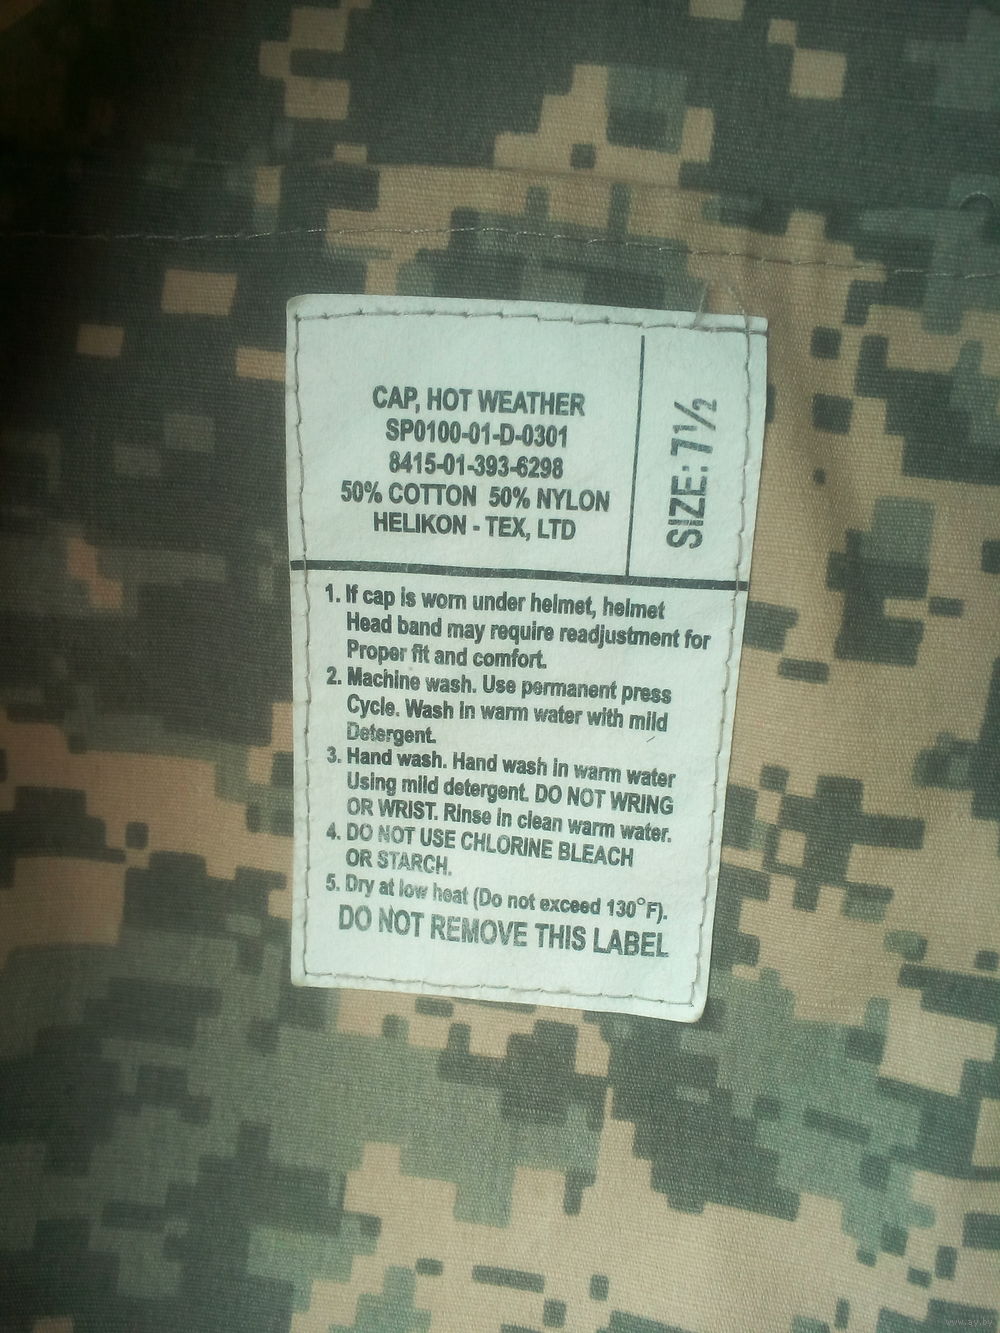 CAP, HOT WEATHER
SP0100-01-D-0301
8415-01-393-6298
50% COTTON 50% NYLON
HELIKON - TEX, LTD
SIZE: 7½
1. If cap is worn under helmet, helmet
Head band may require readjustment for
Proper fit and comfort.
2. Machine wash. Use permanent press
Cycle. Wash in warm water with mild
Detergent.
3. Hand wash. Hand wash in warm water
Using mild detergent. DO NOT WRING
OR WRIST. Rinse in clean warm water.
4. DO NOT USE CHLORINE BLEACH
OR STARCH.
5. Dry at low heat (Do not exceed 130°F).
DO NOT REMOVE THIS LABEL
www.ay.by